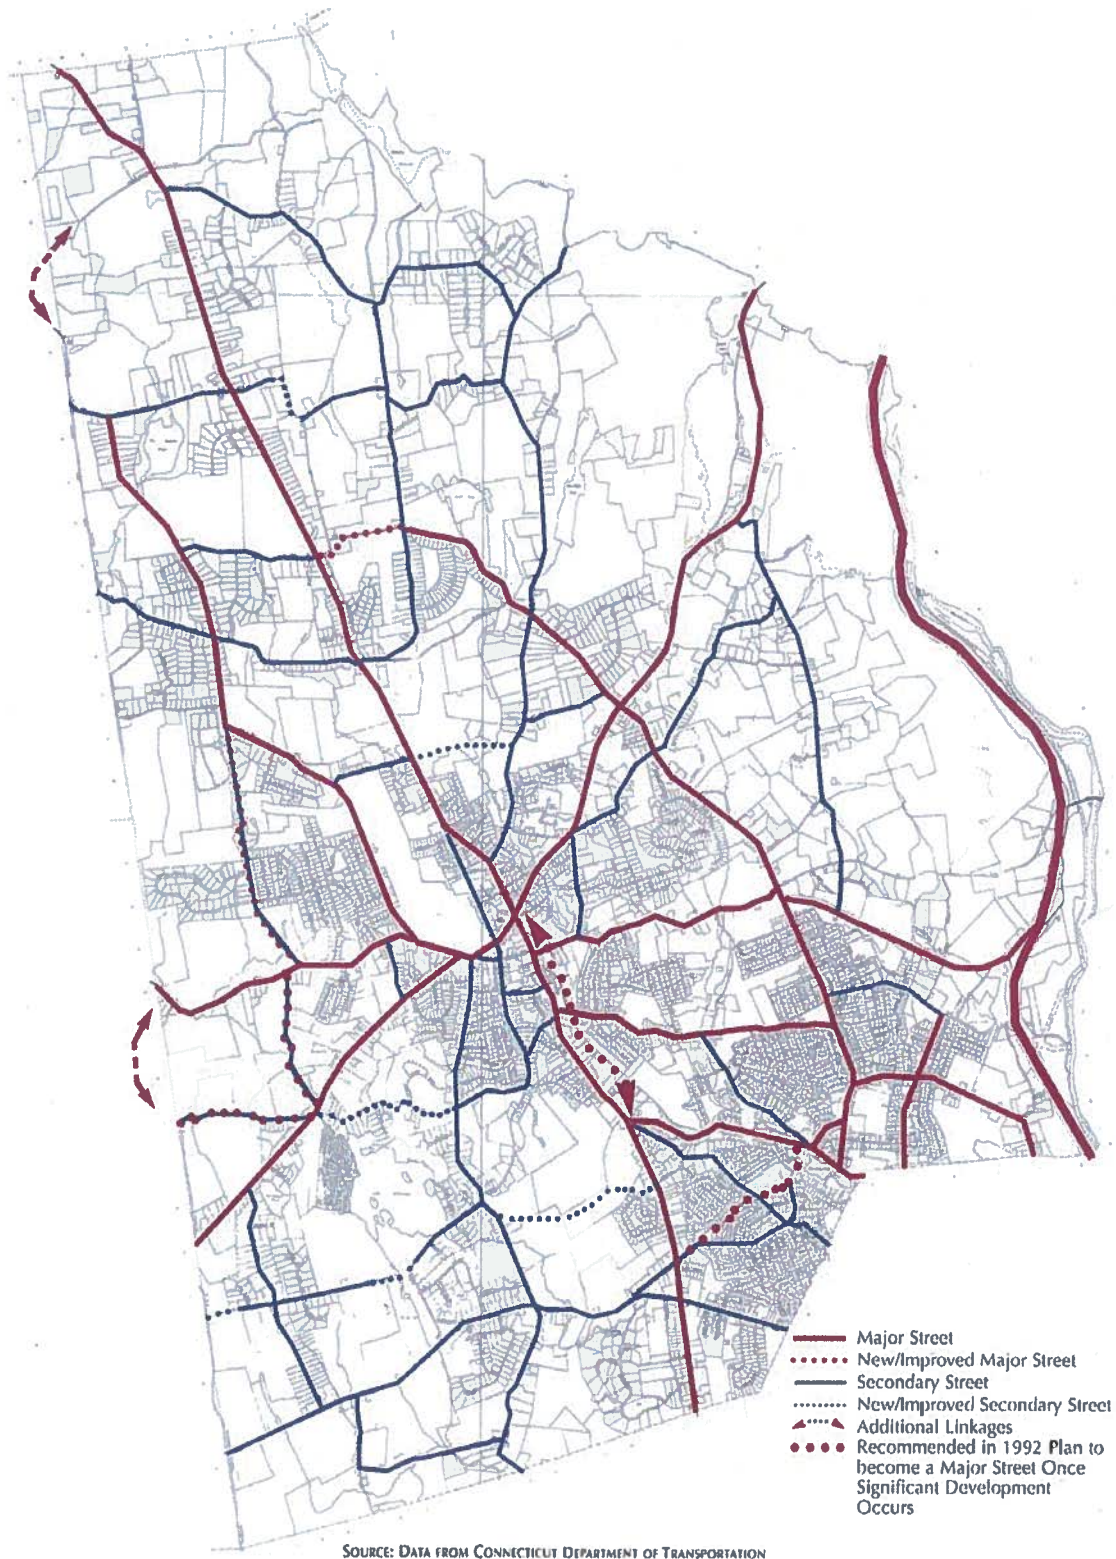 Major Street
New/Improved Major Street
Secondary Street
New/Improved Secondary Street
Additional Linkages
Recommended in 1992 Plan to
become a Major Street Once
Significant Development
Occurs
SOURCE: DATA FROM CONNECTICUT DEPARTMENT OF TRANSPORTATION